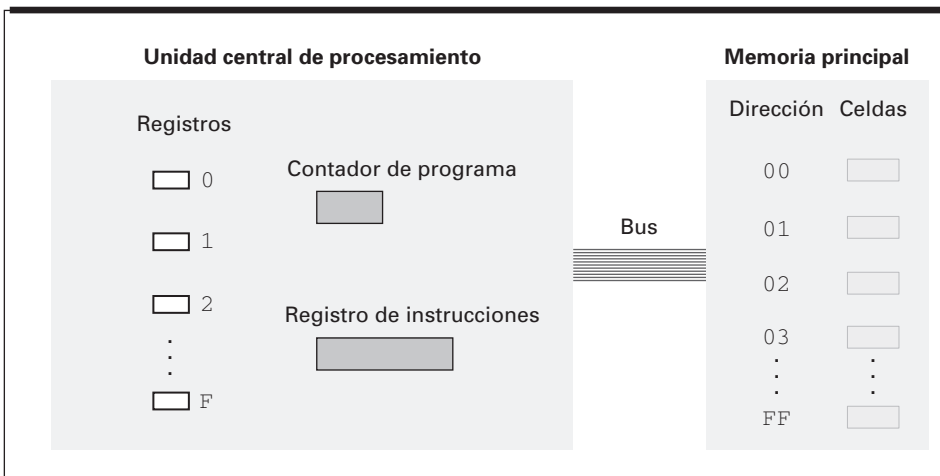 Unidad central de procesamiento
Memoria principal
Registros
0
1
2
F
Contador de programa
Registro de instrucciones
Bus
Dirección Celdas
00
01
02
03
FF